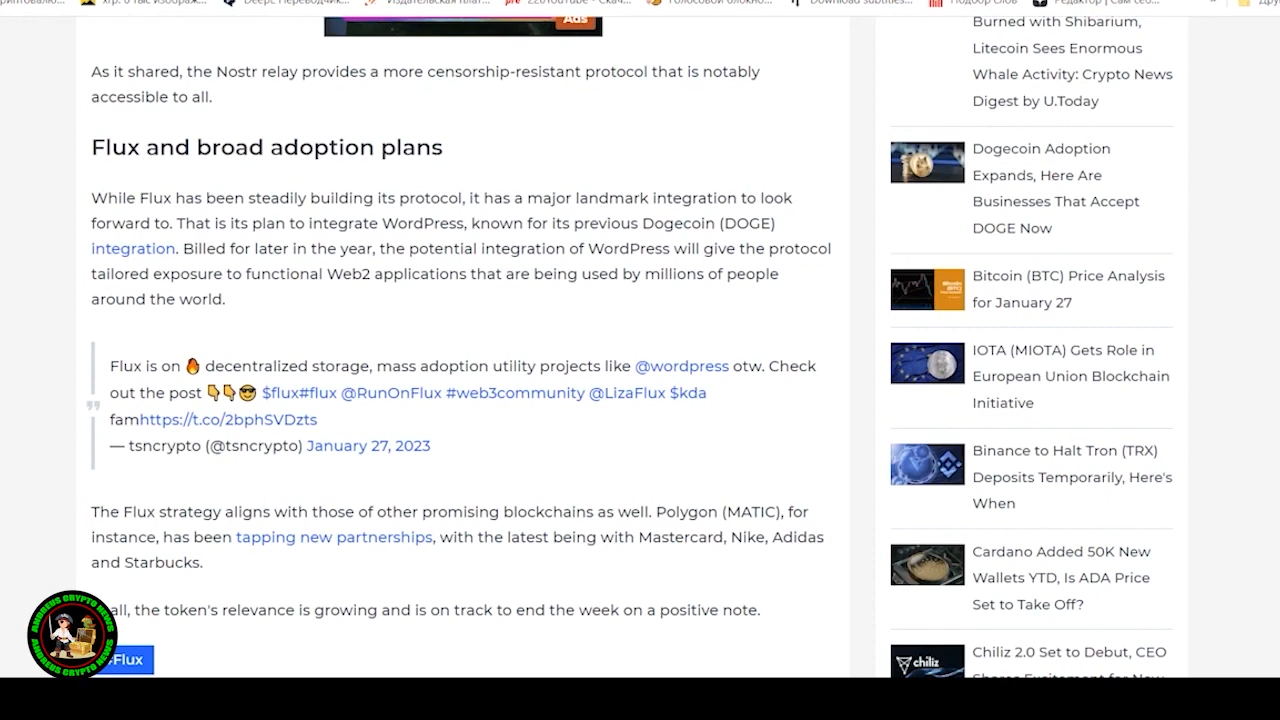 Ads
As it shared, the Nostr relay provides a more censorship-resistant protocol that is notably
accessible to all.
Flux and broad adoption plans
While Flux has been steadily building its protocol, it has a major landmark integration to look
forward to. That is its plan to integrate WordPress, known for its previous Dogecoin (DOGE)
integration. Billed for later in the year, the potential integration of WordPress will give the protocol
tailored exposure to functional Web2 applications that are being used by millions of people
around the world.
Flux is on 🔥 decentralized storage, mass adoption utility projects like @wordpress otw. Check
out the post 👇👇😎 $flux#flux @RunOnFlux #web3community @LizaFlux $kda
famhttps://t.co/2bphSVDzts
— tsncrypto (@tsncrypto) January 27, 2023
The Flux strategy aligns with those of other promising blockchains as well. Polygon (MATIC), for
instance, has been tapping new partnerships, with the latest being with Mastercard, Nike, Adidas
and Starbucks.
all, the token's relevance is growing and is on track to end the week on a positive note.
Flux
ANDREUS CRYPTO NEWS
ANDREUS CRYPTO NEWS
Burned with Shibarium,
Litecoin Sees Enormous
Whale Activity: Crypto News
Digest by U.Today
Dogecoin Adoption
Expands, Here Are
Businesses That Accept
DOGE Now
Bitcoin (BTC) Price Analysis
for January 27
IOTA (MIOTA) Gets Role in
European Union Blockchain
Initiative
Binance to Halt Tron (TRX)
Deposits Temporarily, Here's
When
Cardano Added 50K New
Wallets YTD, Is ADA Price
Set to Take Off?
chiliz
Chiliz 2.0 Set to Debut, CEO